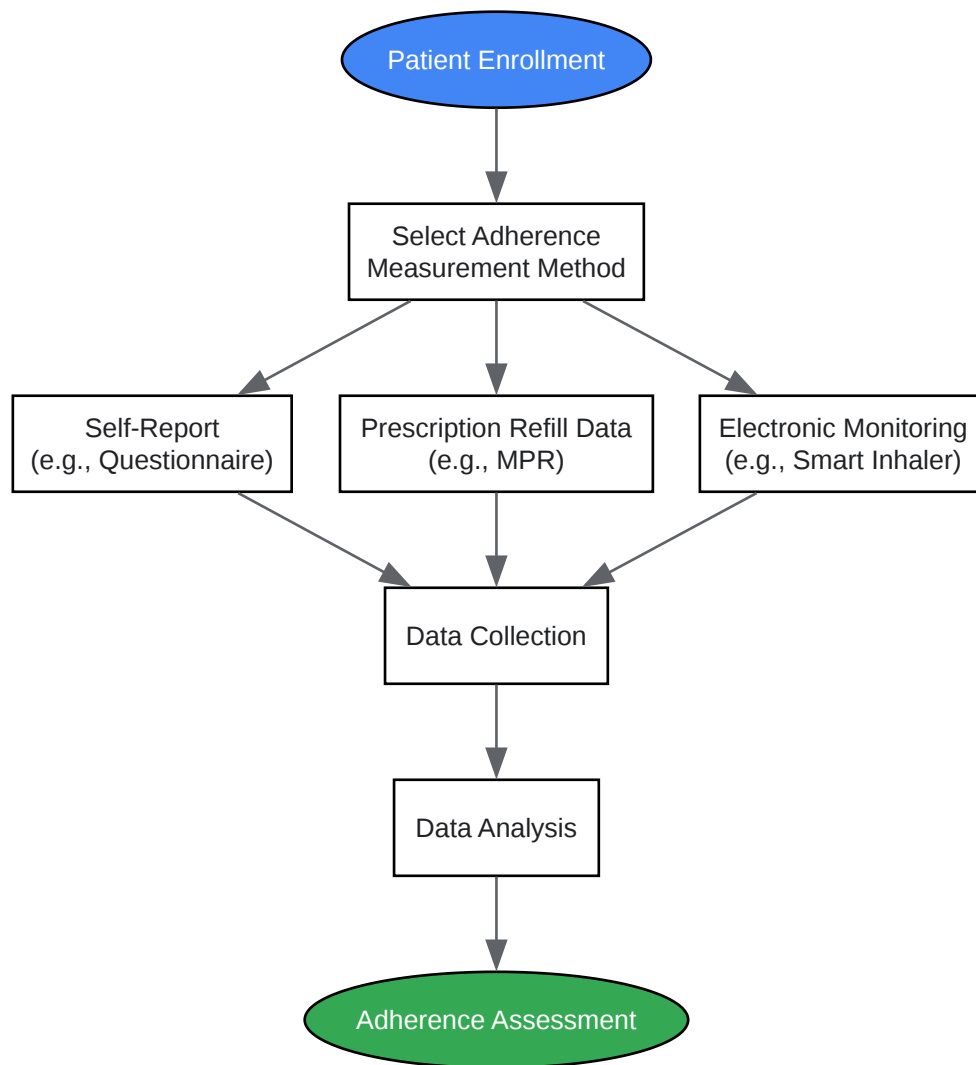 Patient Enrollment
Select Adherence
Measurement Method
Self-Report
(e.g., Questionnaire)
Prescription Refill Data
(e.g., MPR)
Electronic Monitoring
(e.g., Smart Inhaler)
Data Collection
Data Analysis
Adherence Assessment